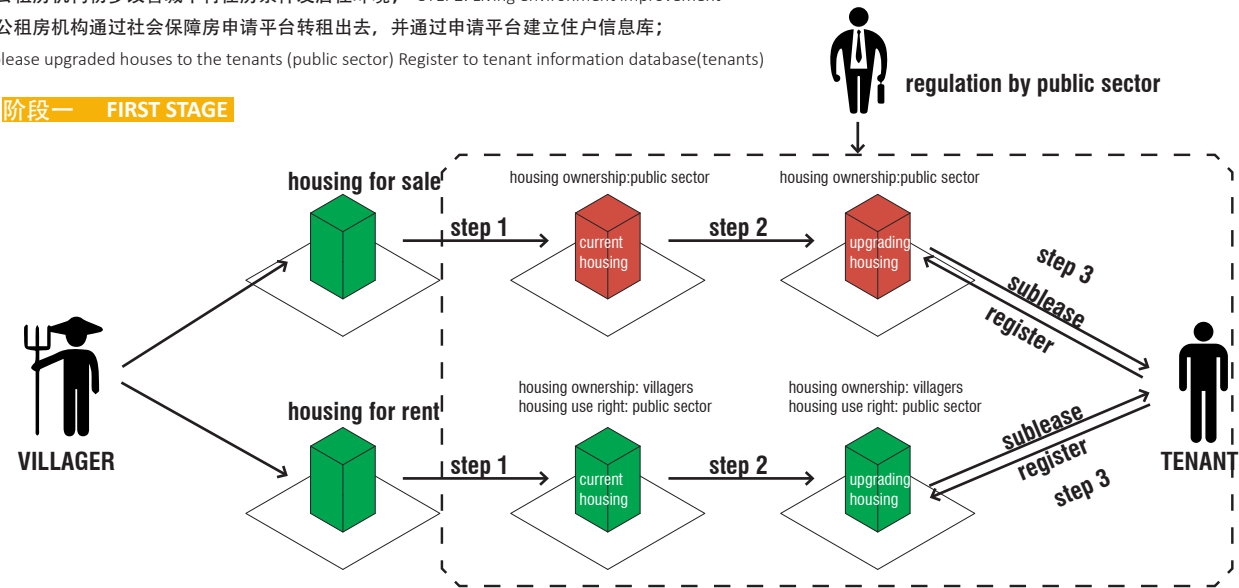 公租房机构通过社会保障房申请平台转租出去，并通过申请平台建立住户信息库；
lease upgraded houses to the tenants (public sector) Register to tenant information database(tenants)
阶段一 FIRST STAGE
regulation by public sector
housing for sale
housing ownership:public sector
housing ownership:public sector
step 1
step 2
current
housing
upgrading
housing
step 3
sublease
register
housing for rent
housing ownership: villagers
housing use right: public sector
housing ownership: villagers
housing use right: public sector
VILLAGER
step 1
step 2
current
housing
upgrading
housing
sublease
register
step 3
TENANT